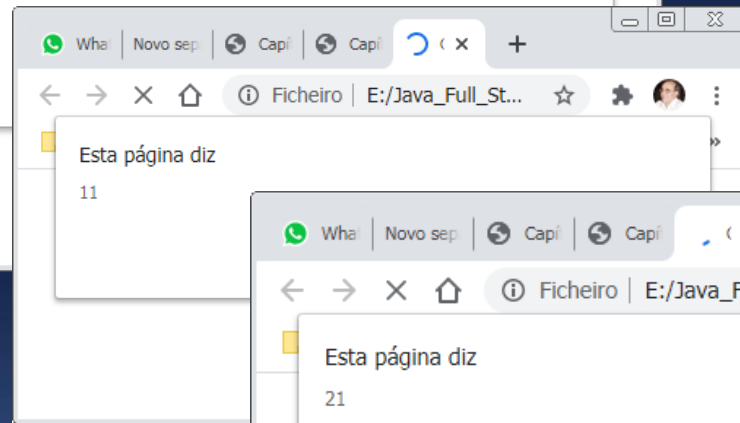 Wha Novo sep Capí Capí
Ficheiro E:/Java_Full_St...
Esta página diz
11
Wha Novo sep Capí Capí
Ficheiro E:/Java_F
Esta página diz
21